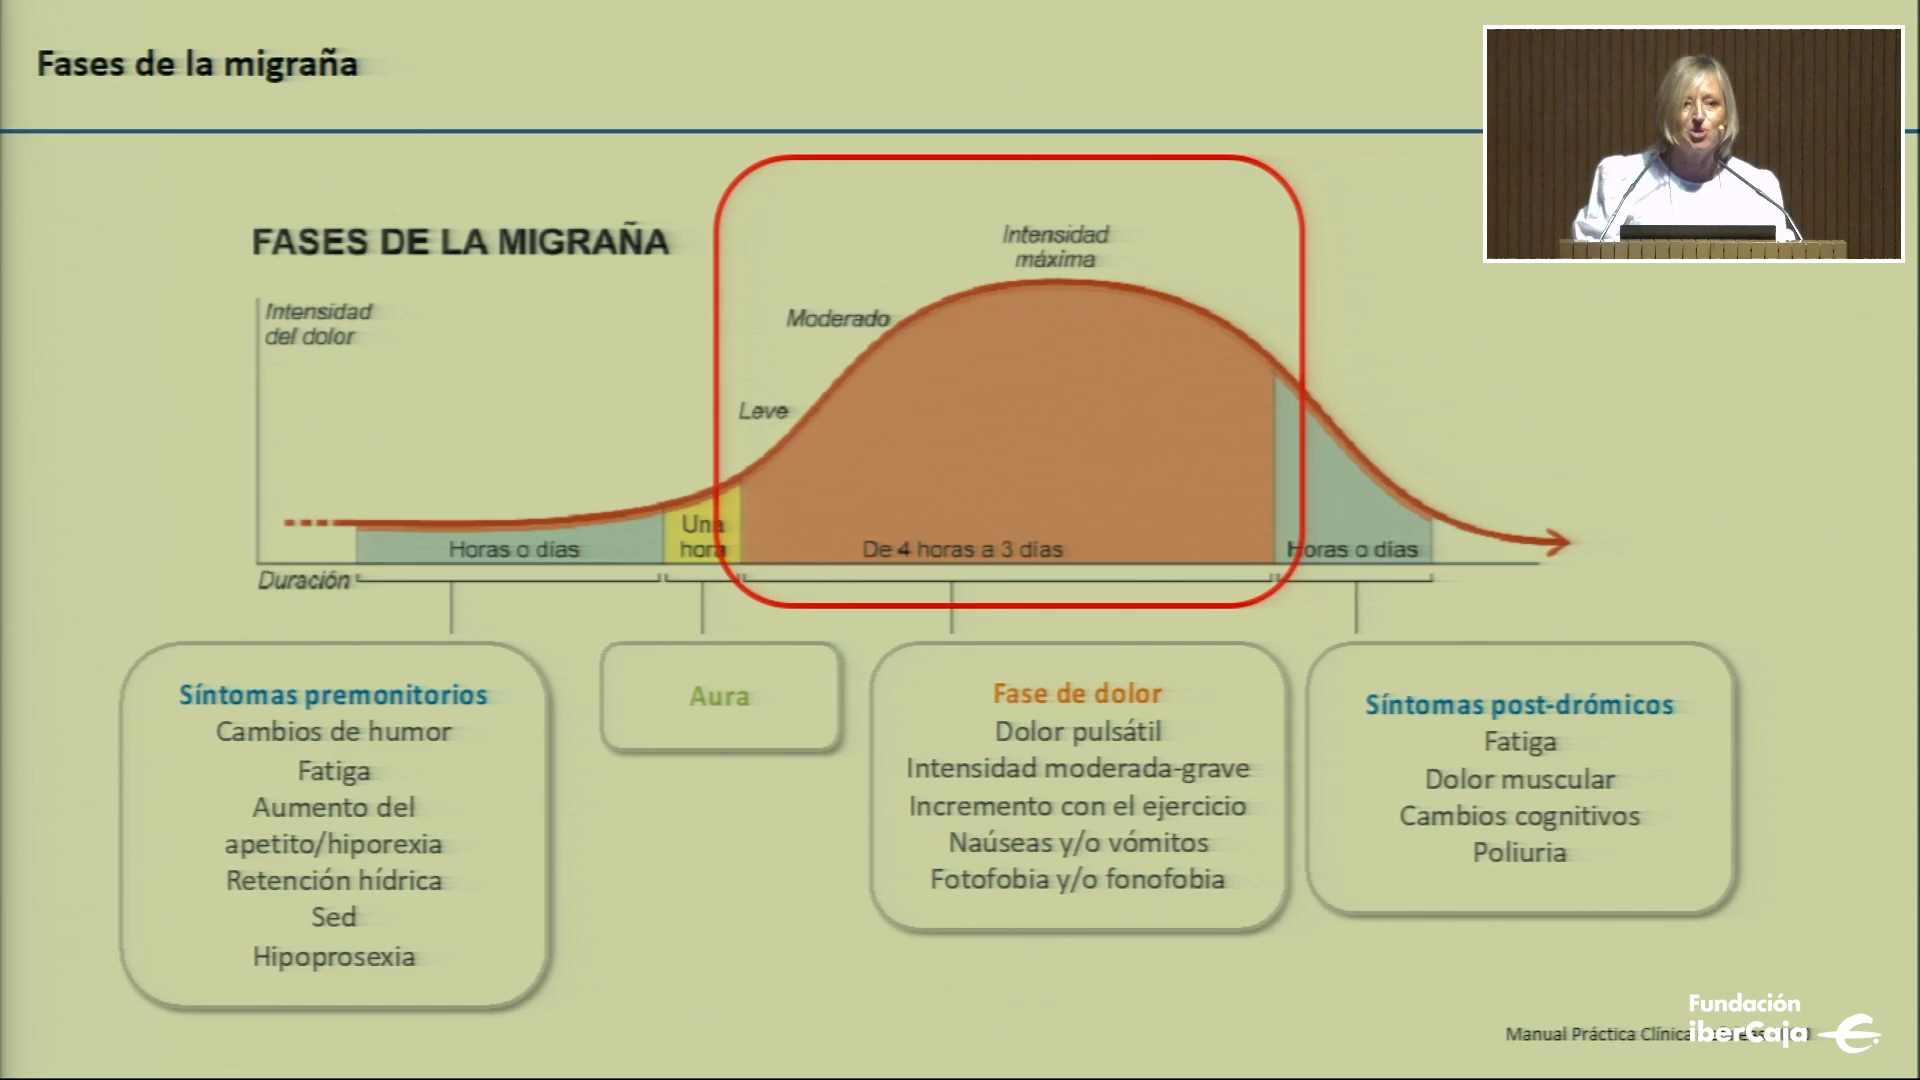 Fases de la migraña
FASES DE LA MIGRAÑA
Intensidad
del dolor
Intensidad
máxima
Moderado
Leve
Una
hora
Horas o días
De 4 horas a 3 días
Horas o días
Duración
Síntomas premonitorios
Cambios de humor
Fatiga
Aumento del
apetito/hiporexia
Retención hídrica
Sed
Hipoprosexia
Aura
Fase de dolor
Dolor pulsátil
Intensidad moderada-grave
Incremento con el ejercicio
Naúseas y/o vómitos
Fotofobia y/o fonofobia
Síntomas post-drómicos
Fatiga
Dolor muscular
Cambios cognitivos
Poliuria
Manual Práctica Clínica
Fundación
iberCaja